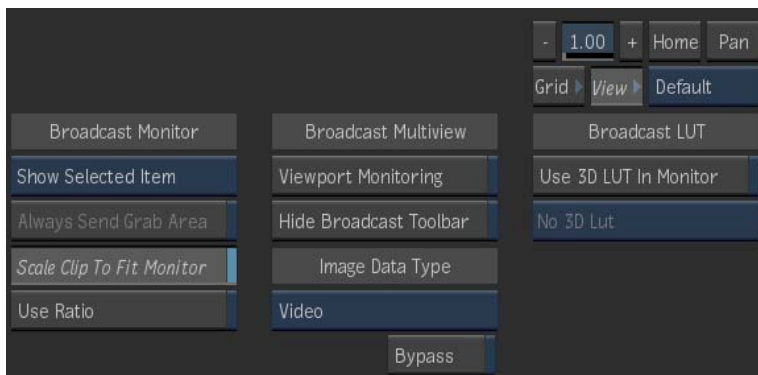 - 1.00 + Home Pan
Grid View Default
Broadcast Monitor Broadcast Multiview Broadcast LUT
Show Selected Item Viewport Monitoring Use 3D LUT In Monitor
Always Send Grab Area Hide Broadcast Toolbar No 3D Lut
Scale Clip To Fit Monitor Image Data Type
Use Ratio Video
Bypass